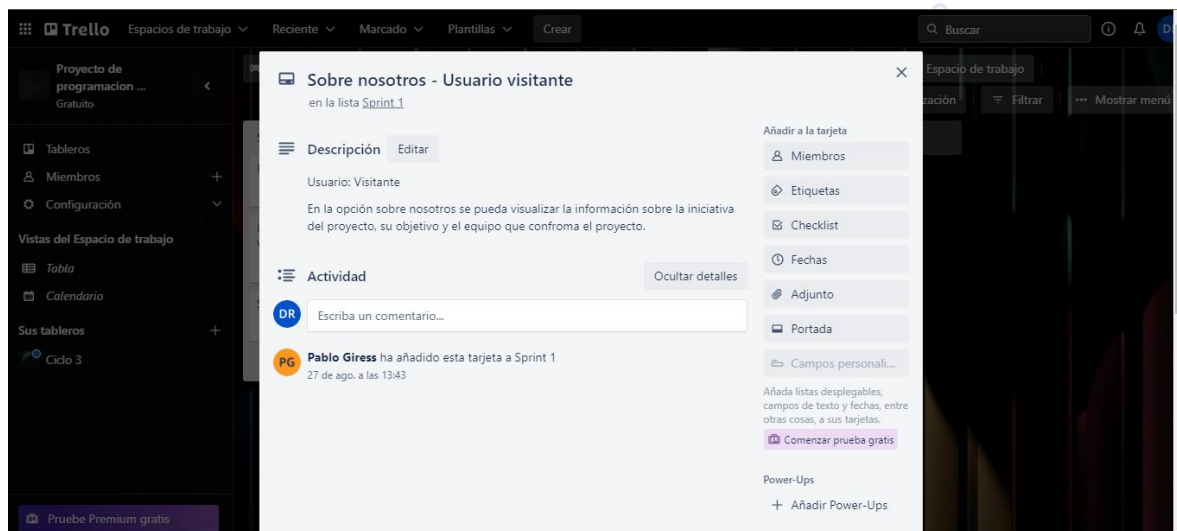 Trello
Espacios de trabajo
Reciente
Marcado
Plantillas
Crear
Buscar
Proyecto de
programacion ...
Gratuito
Tableros
Miembros
Configuración
Vistas del Espacio de trabajo
Tabla
Calendario
Sus tableros
Ciclo 3
Pruebe Premium gratis
Espacio de trabajo
Filtrar
Mostrar menú
Sobre nosotros - Usuario visitante
en la lista Sprint 1
Descripción
Editar
Usuario: Visitante
En la opción sobre nosotros se pueda visualizar la información sobre la iniciativa
del proyecto, su objetivo y el equipo que confroma el proyecto.
Actividad
Ocultar detalles
DR
Escriba un comentario...
PG
Pablo Giress ha añadido esta tarjeta a Sprint 1
27 de ago. a las 13:43
Añadir a la tarjeta
Miembros
Etiquetas
Checklist
Fechas
Adjunto
Portada
Campos personali...
Añada listas desplegables,
campos de texto y fechas, entre
otras cosas, a sus tarjetas.
Comenzar prueba gratis
Power-Ups
+ Añadir Power-Ups